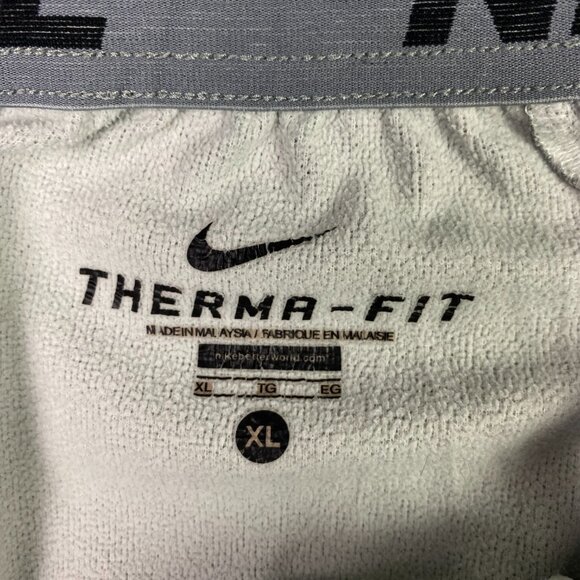 THERMA-FIT
MADE IN MALAYSIA / FABRIQUE EN MALAISIE
nikebetterworld.com
XL TG EG
XL